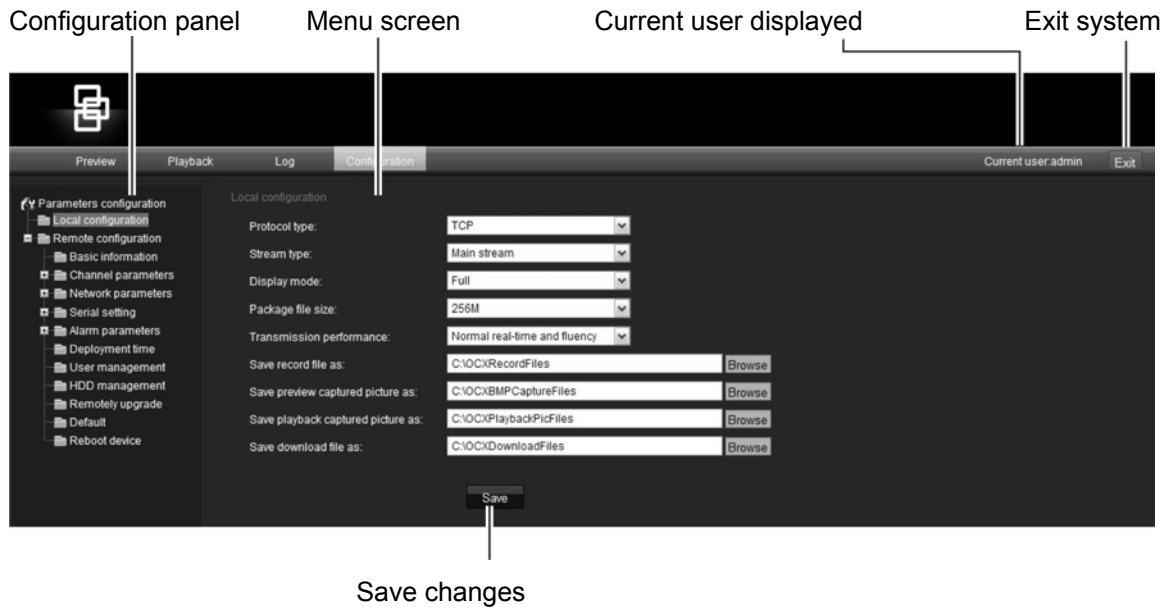 Configuration panel Menu screen Current user displayed Exit system
Preview Playback Log Configuration Current user:admin Exit
Parameters configuration
Local configuration
Remote configuration
Basic information
Channel parameters
Network parameters
Serial setting
Alarm parameters
Deployment time
User management
HDD management
Remotely upgrade
Default
Reboot device
Local configuration
Protocol type: TCP
Stream type: Main stream
Display mode: Full
Package file size: 256M
Transmission performance: Normal real-time and fluency
Save record file as: C:\OCXRecordFiles Browse
Save preview captured picture as: C:\OCXBMPCaptureFiles Browse
Save playback captured picture as: C:\OCXPlaybackPicFiles Browse
Save download file as: C:\OCXDownloadFiles Browse
Save
Save changes